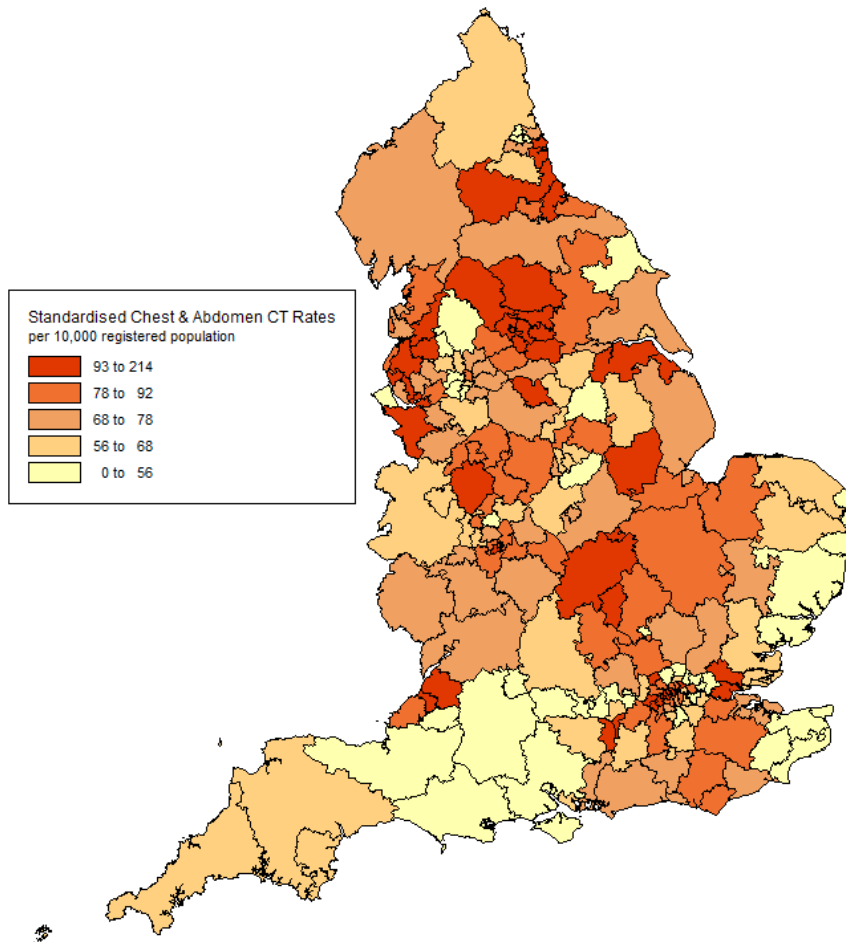 Standardised Chest & Abdomen CT Rates
per 10,000 registered population
93 to 214
78 to 92
68 to 78
56 to 68
0 to 56